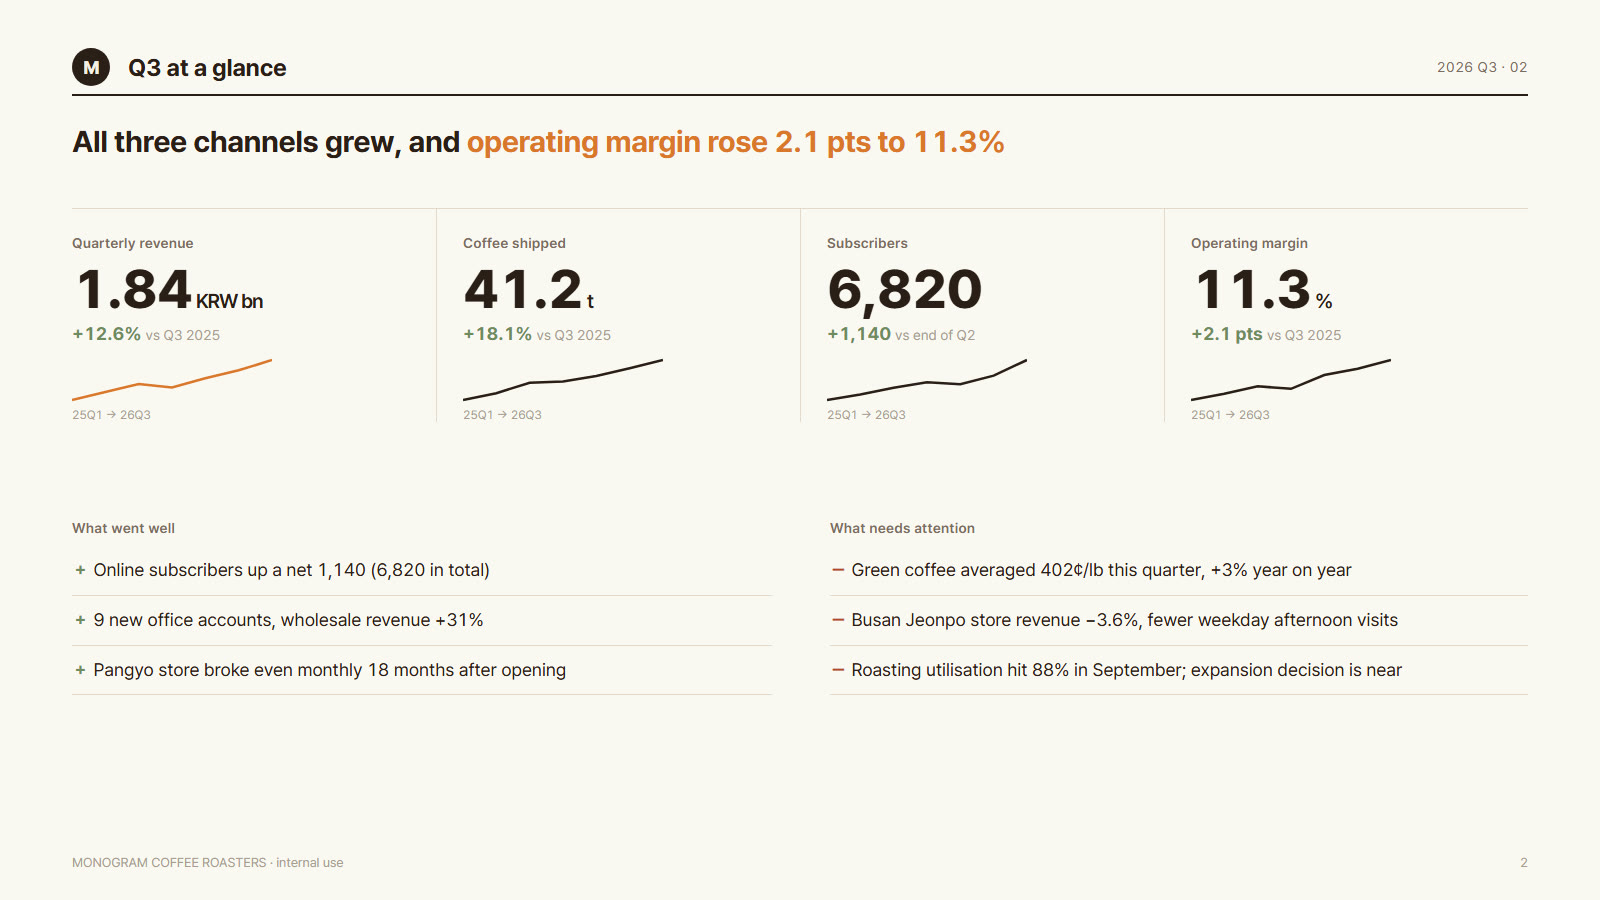 M
Q3 at a glance
2026 Q3 · 02
All three channels grew, and operating margin rose 2.1 pts to 11.3%
Quarterly revenue
1.84 KRW bn
+12.6% vs Q3 2025
25Q1 → 26Q3
Coffee shipped
41.2 t
+18.1% vs Q3 2025
25Q1 → 26Q3
Subscribers
6,820
+1,140 vs end of Q2
25Q1 → 26Q3
Operating margin
11.3 %
+2.1 pts vs Q3 2025
25Q1 → 26Q3
What went well
+ Online subscribers up a net 1,140 (6,820 in total)
+ 9 new office accounts, wholesale revenue +31%
+ Pangyo store broke even monthly 18 months after opening
What needs attention
– Green coffee averaged 402¢/lb this quarter, +3% year on year
– Busan Jeonpo store revenue −3.6%, fewer weekday afternoon visits
– Roasting utilisation hit 88% in September; expansion decision is near
MONOGRAM COFFEE ROASTERS · internal use
2